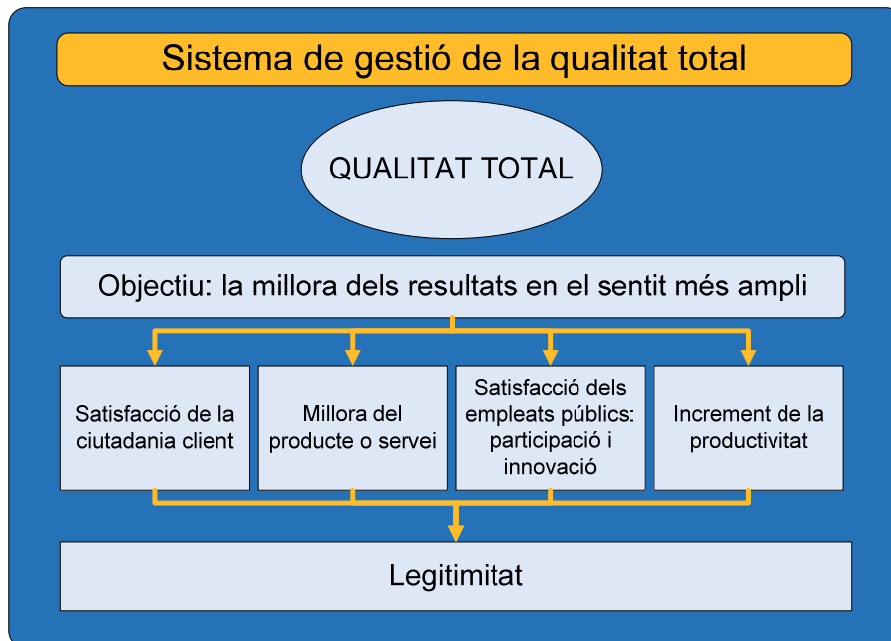 Sistema de gestió de la qualitat total
QUALITAT TOTAL
Objectiu: la millora dels resultats en el sentit més ampli
Satisfacció de la
ciutadania client
Millora del
producte o servei
Satisfacció dels
empleats públics:
participació i
innovació
Increment de la
productivitat
Legitimitat